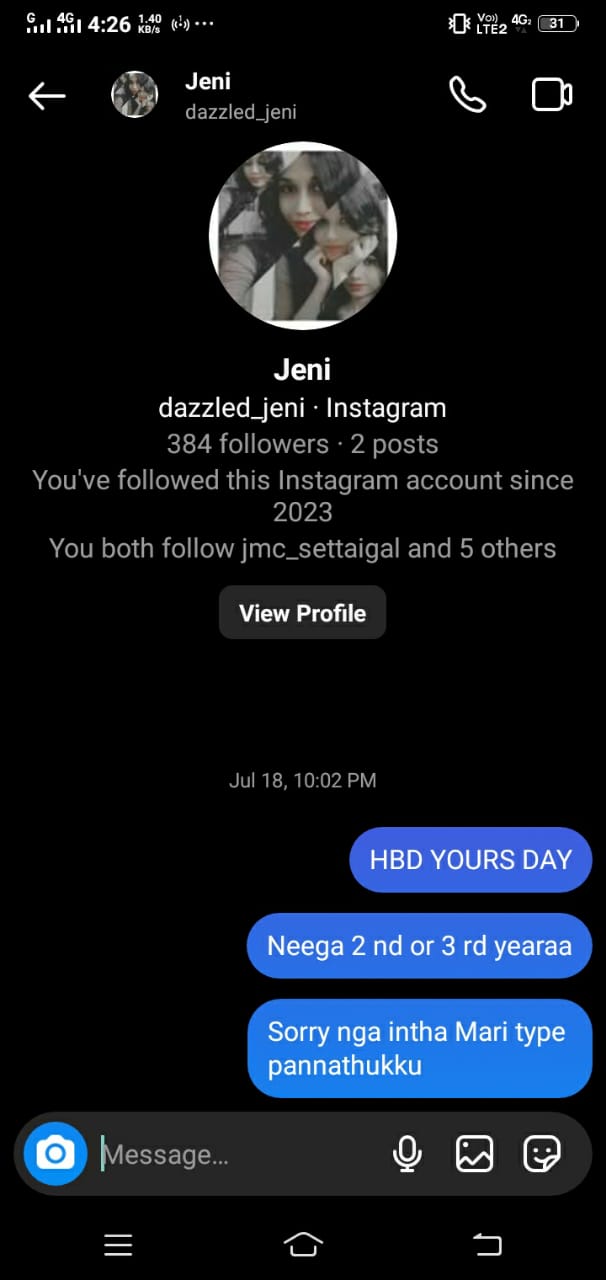 G 4G 4:26 1.40 KB/s ... Vo) LTE2 4G2 31
Jeni
dazzled_jeni
Jeni
dazzled_jeni · Instagram
384 followers · 2 posts
You've followed this Instagram account since
2023
You both follow jmc_settaigal and 5 others
View Profile
Jul 18, 10:02 PM
HBD YOURS DAY
Neega 2 nd or 3 rd yearaa
Sorry nga intha Mari type
pannathukku
Message...